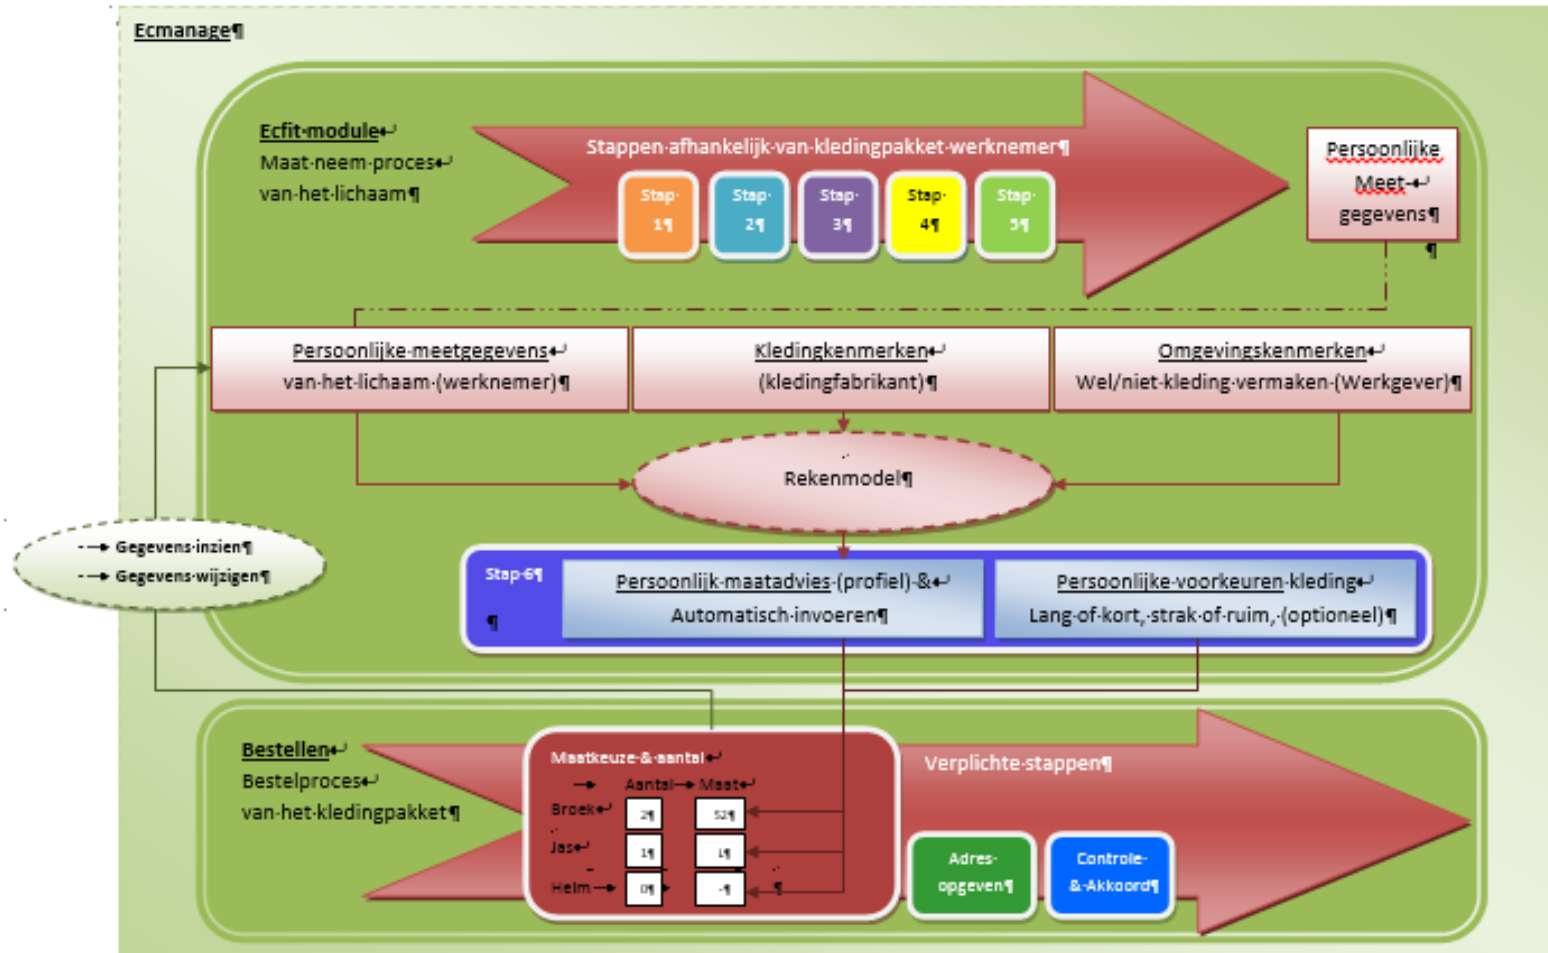 Ecmanage¶
Ecfit·module↵
Maat·neem·proces↵
van·het·lichaam¶
Stappen·afhankelijk·van·kledingpakket·werknemer¶
Stap·
1¶
Stap·
2¶
Stap·
3¶
Stap·
4¶
Stap·
5¶
Persoonlijke
Meet-↵
gegevens¶
¶
Persoonlijke·meetgegevens↵
van·het·lichaam·(werknemer)¶
Kledingkenmerken↵
(kledingfabrikant)¶
Omgevingskenmerken↵
Wel/niet·kleding·vermaken·(Werkgever)¶
Rekenmodel¶
→ Gegevens·inzien¶
→ Gegevens·wijzigen¶
Stap·6¶
¶
Persoonlijk·maatadvies·(profiel)·&↵
Automatisch·invoeren¶
Persoonlijke·voorkeuren·kleding↵
Lang·of·kort,·strak·of·ruim,·(optioneel)¶
Bestellen↵
Bestelproces↵
van·het·kledingpakket¶
Maatkeuze·&·aantal↵
→ Aantal→ Maat↵
Broek↵ 2¶ 52¶
Jas↵ 1¶ L¶
Helm→ 0¶ -¶ ¶
Verplichte·stappen¶
Adres·
opgeven¶
Controle·
&·Akkoord¶